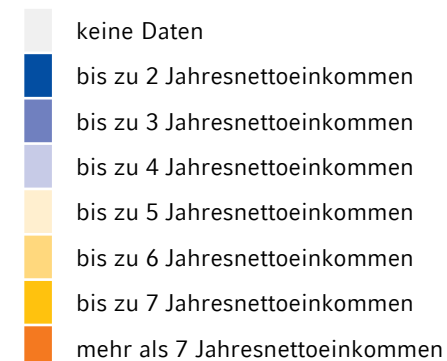 keine Daten
bis zu 2 Jahresnettoeinkommen
bis zu 3 Jahresnettoeinkommen
bis zu 4 Jahresnettoeinkommen
bis zu 5 Jahresnettoeinkommen
bis zu 6 Jahresnettoeinkommen
bis zu 7 Jahresnettoeinkommen
mehr als 7 Jahresnettoeinkommen